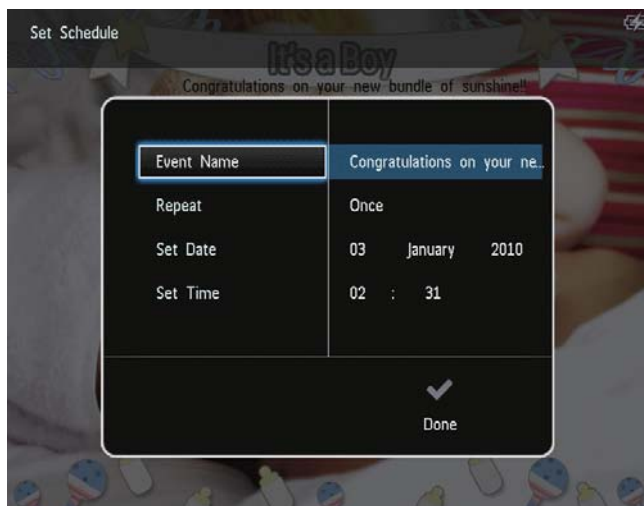 Set Schedule
It's a Boy
Congratulations on your new bundle of sunshine!!
Event Name Congratulations on your ne...
Repeat Once
Set Date 03 January 2010
Set Time 02 : 31
Done